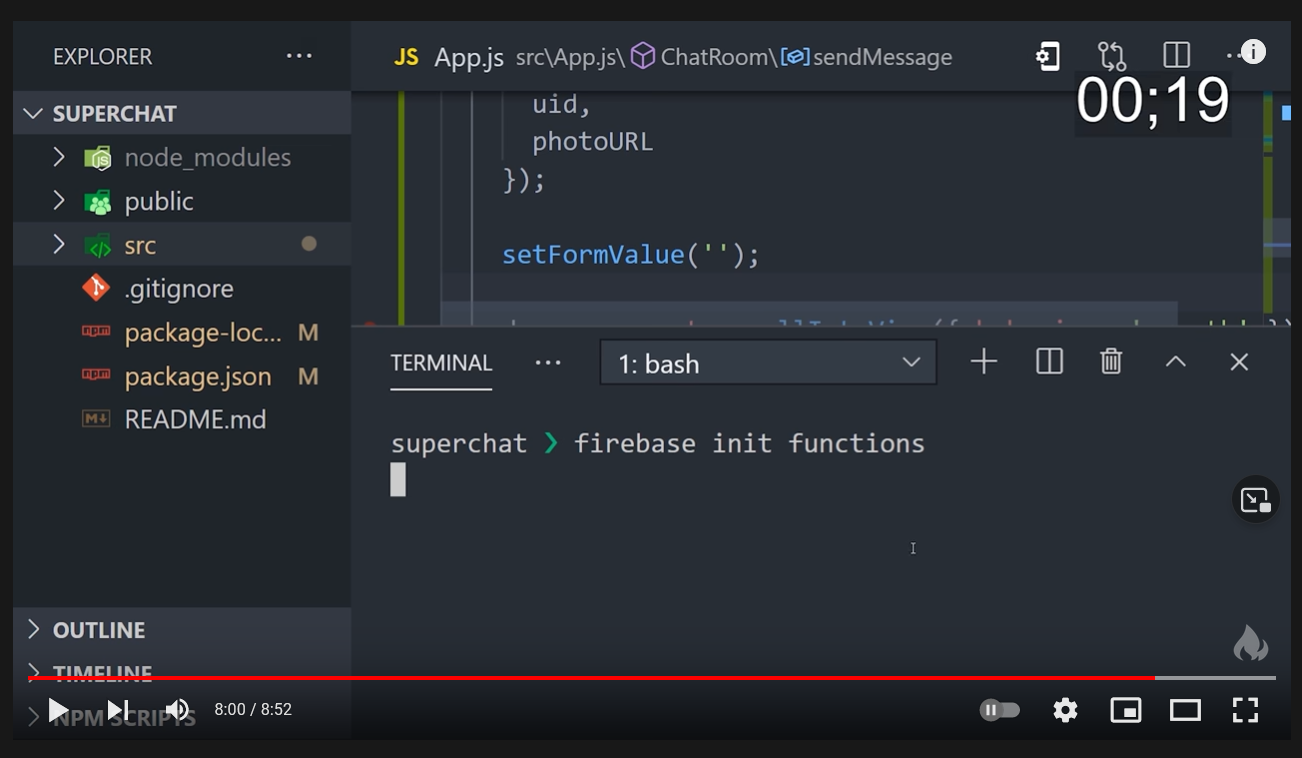 EXPLORER ···
JS App.js src\App.js\ ChatRoom\ sendMessage
00;19
SUPERCHAT
node_modules
public
src
.gitignore
package-loc... M
package.json M
README.md
uid,
photoURL
});
setFormValue('');
TERMINAL ··· 1: bash
superchat ❯ firebase init functions
OUTLINE
TIMELINE
NPM SCRIPTS
8:00 / 8:52